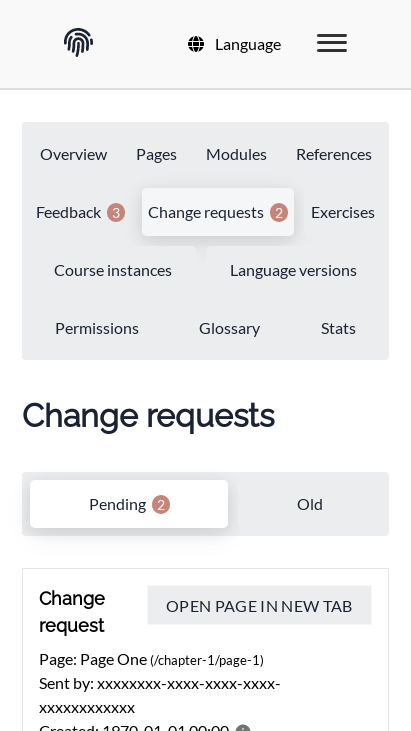 Language
Overview Pages Modules References
Feedback 3 Change requests 2 Exercises
Course instances Language versions
Permissions Glossary Stats
Change requests
Pending 2 Old
Change request
OPEN PAGE IN NEW TAB
Page: Page One (/chapter-1/page-1)
Sent by: xxxxxxxx-xxxx-xxxx-xxxx-
xxxxxxxxxxxx
Created: 1970-01-01 00:00